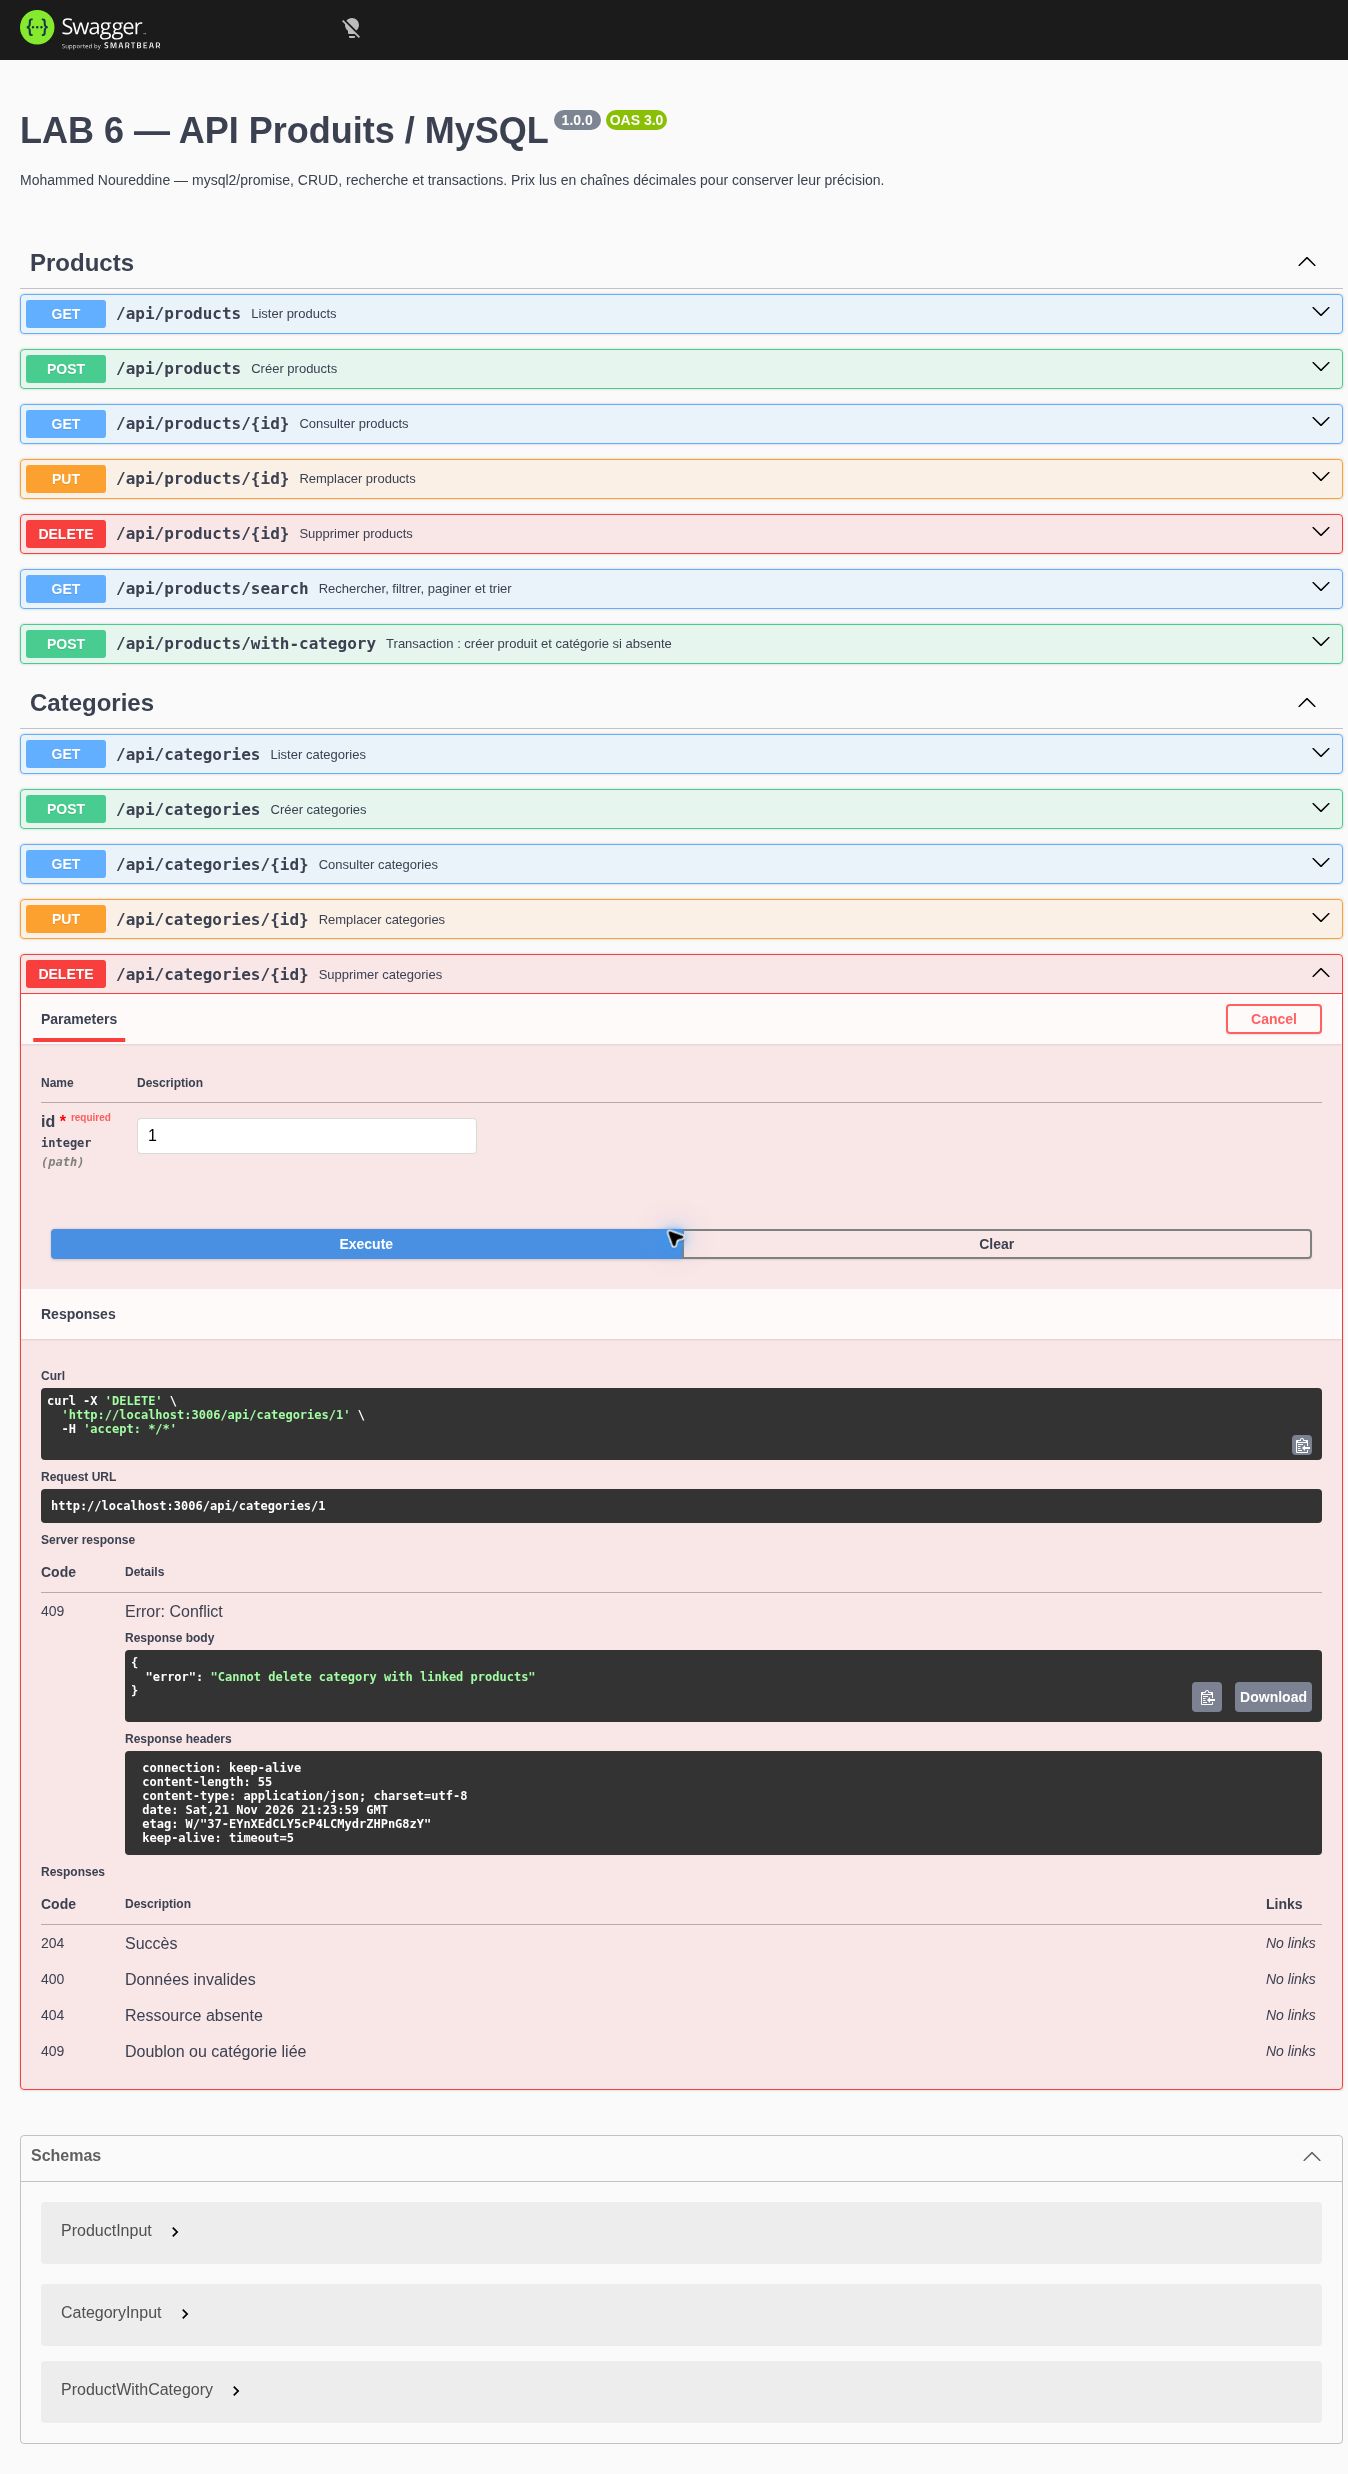 Swagger
Supported by SMARTBEAR
LAB 6 — API Produits / MySQL 1.0.0 OAS 3.0
Mohammed Noureddine — mysql2/promise, CRUD, recherche et transactions. Prix lus en chaînes décimales pour conserver leur précision.
Products
GET /api/products Lister products
POST /api/products Créer products
GET /api/products/{id} Consulter products
PUT /api/products/{id} Remplacer products
DELETE /api/products/{id} Supprimer products
GET /api/products/search Rechercher, filtrer, paginer et trier
POST /api/products/with-category Transaction : créer produit et catégorie si absente
Categories
GET /api/categories Lister categories
POST /api/categories Créer categories
GET /api/categories/{id} Consulter categories
PUT /api/categories/{id} Remplacer categories
DELETE /api/categories/{id} Supprimer categories
Parameters Cancel
Name Description
id * required
integer
(path)
1
Execute Clear
Responses
Curl
curl -X 'DELETE' \
'http://localhost:3006/api/categories/1' \
-H 'accept: */*'
Request URL
http://localhost:3006/api/categories/1
Server response
Code Details
409 Error: Conflict
Response body
{
"error": "Cannot delete category with linked products"
}
Download
Response headers
connection: keep-alive
content-length: 55
content-type: application/json; charset=utf-8
date: Sat,21 Nov 2026 21:23:59 GMT
etag: W/"37-EYnXEdCLY5cP4LCMydrZHPnG8zY"
keep-alive: timeout=5
Responses
Code Description Links
204 Succès No links
400 Données invalides No links
404 Ressource absente No links
409 Doublon ou catégorie liée No links
Schemas
ProductInput
CategoryInput
ProductWithCategory